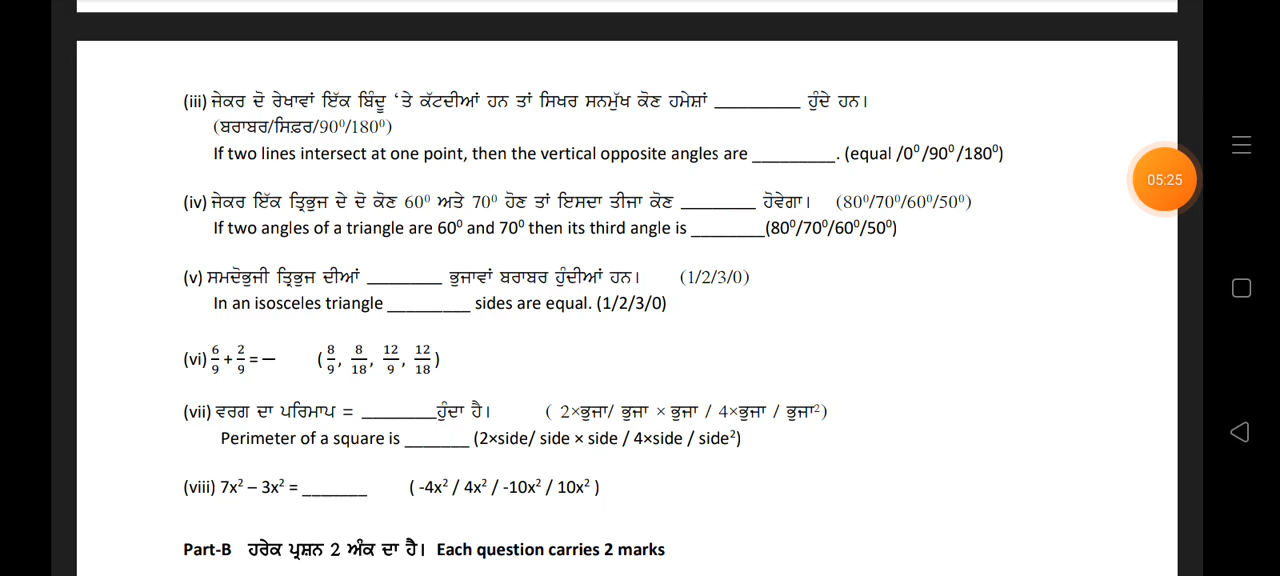 (iii) ਜੇਕਰ ਦੋ ਰੇਖਾਵਾਂ ਇੱਕ ਬਿੰਦੂ ‘ਤੇ ਕੱਟਦੀਆਂ ਹਨ ਤਾਂ ਸਿਖਰ ਸਨਮੁੱਖ ਕੋਣ ਹਮੇਸ਼ਾਂ __________ ਹੁੰਦੇ ਹਨ।
(ਬਰਾਬਰ/ਸਿਫ਼ਰ/90⁰/180⁰)
If two lines intersect at one point, then the vertical opposite angles are _________. (equal /0⁰/90⁰/180⁰)
(iv) ਜੇਕਰ ਇੱਕ ਤ੍ਰਿਭੁਜ ਦੇ ਦੋ ਕੋਣ 60⁰ ਅਤੇ 70⁰ ਹੋਣ ਤਾਂ ਇਸਦਾ ਤੀਜਾ ਕੋਣ ________ ਹੋਵੇਗਾ। (80⁰/70⁰/60⁰/50⁰)
If two angles of a triangle are 60⁰ and 70⁰ then its third angle is ________(80⁰/70⁰/60⁰/50⁰)
(v) ਸਮਦੋਭੁਜੀ ਤ੍ਰਿਭੁਜ ਦੀਆਂ ________ ਭੁਜਾਵਾਂ ਬਰਾਬਰ ਹੁੰਦੀਆਂ ਹਨ। (1/2/3/0)
In an isosceles triangle _________ sides are equal. (1/2/3/0)
(vi) 6/9 + 2/9 = — (8/9, 8/18, 12/9, 12/18)
(vii) ਵਰਗ ਦਾ ਪਰਿਮਾਪ = ________ਹੁੰਦਾ ਹੈ। ( 2×ਭੁਜਾ/ ਭੁਜਾ × ਭੁਜਾ / 4×ਭੁਜਾ / ਭੁਜਾ²)
Perimeter of a square is _______ (2×side/ side × side / 4×side / side²)
(viii) 7x² – 3x² = _______ ( -4x² / 4x² / -10x² / 10x² )
Part-B ਹਰੇਕ ਪ੍ਰਸ਼ਨ 2 ਅੰਕ ਦਾ ਹੈ। Each question carries 2 marks
05:25